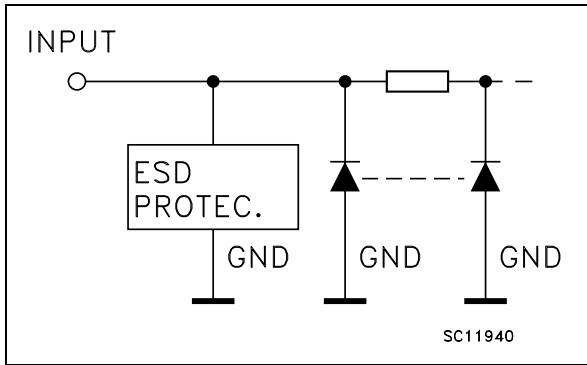 INPUT
ESD
PROTEC.
GND
GND
GND
SC11940